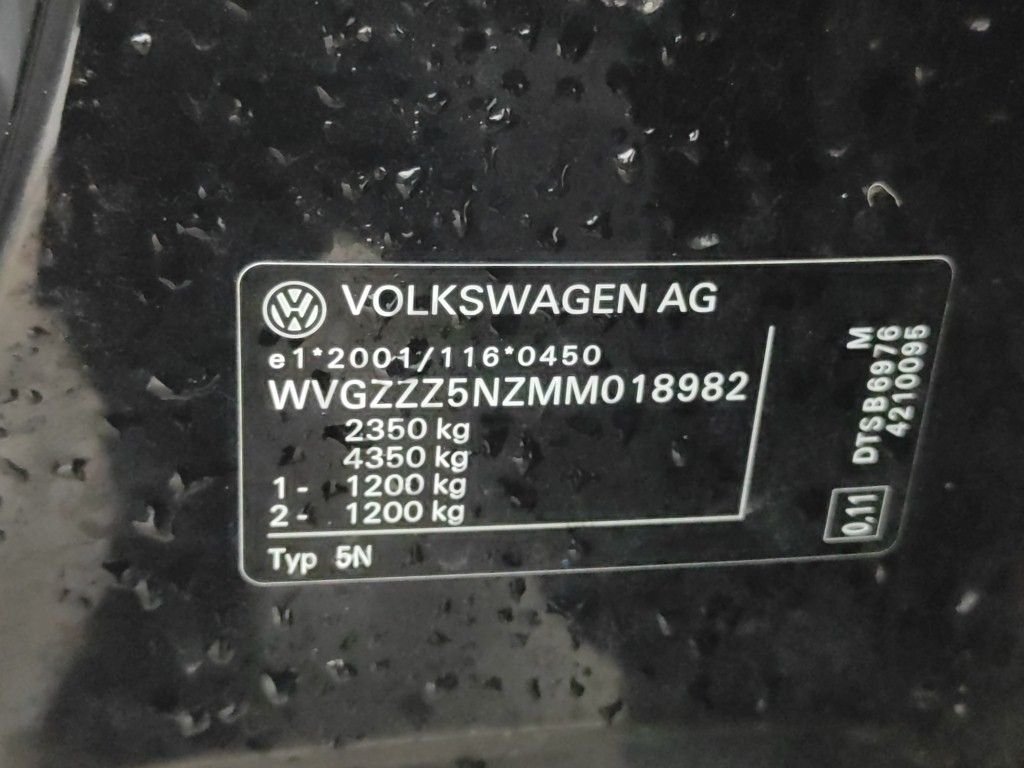 VOLKSWAGEN AG
e1*2001/116*0450
WVGZZZ5NZMM018982
2350 kg
4350 kg
1- 1200 kg
2- 1200 kg
Typ 5N
M
DTSB6976
4210095
0,11